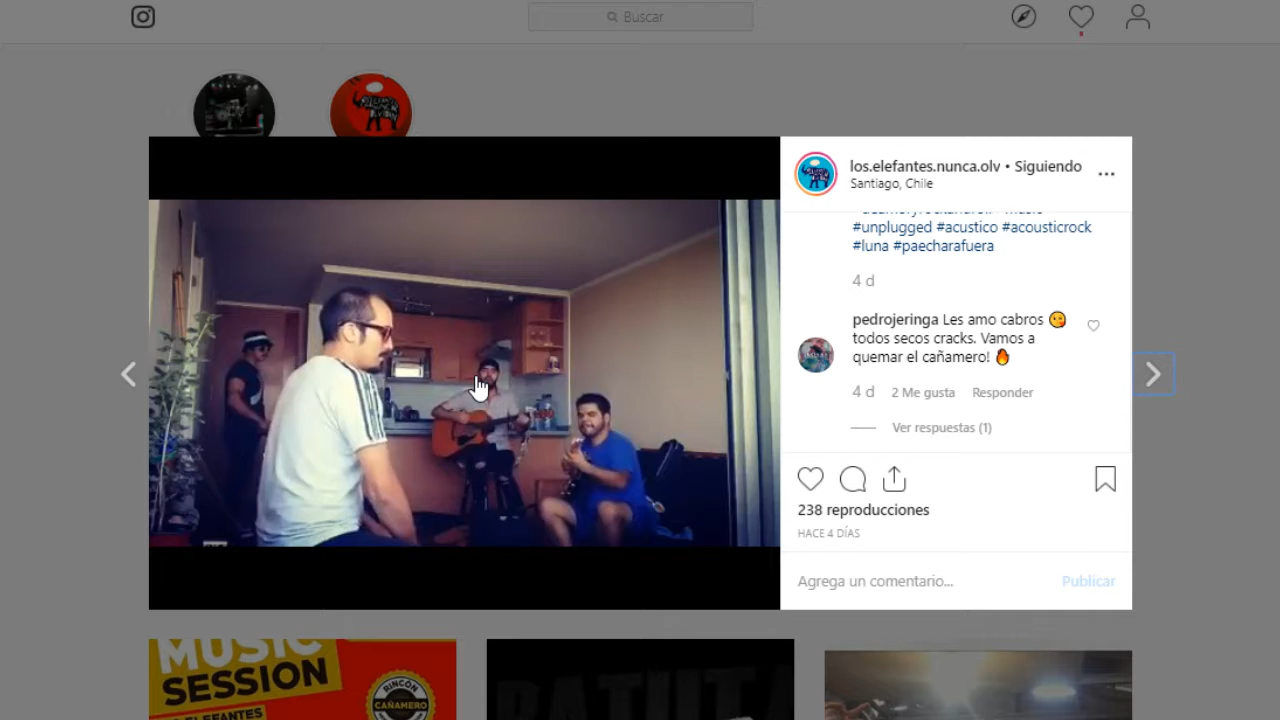 Buscar
los.elefantes.nunca.olv • Siguiendo
Santiago, Chile
#unplugged #acustico #acousticrock
#luna #paecharafuera
4 d
pedrojeringa Les amo cabros 😘
todos secos cracks. Vamos a
quemar el cañamero! 🔥
4 d 2 Me gusta Responder
Ver respuestas (1)
238 reproducciones
HACE 4 DÍAS
Agrega un comentario... Publicar
MUSIC
SESSION
ELEFANTES
RINCÓN
CAÑAMERO